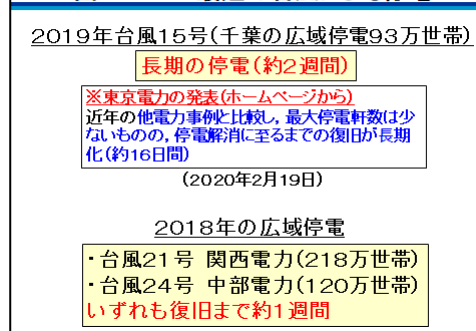 2019年台風15号(千葉の広域停電93万世帯)
長期の停電(約2週間)
※東京電力の発表(ホームページから)
近年の他電力事例と比較し,最大停電軒数は少
ないものの,停電解消に至るまでの復旧が長期
化(約16日間)
(2020年2月19日)
2018年の広域停電
・台風21号 関西電力(218万世帯)
・台風24号 中部電力(120万世帯)
いずれも復旧まで約1週間